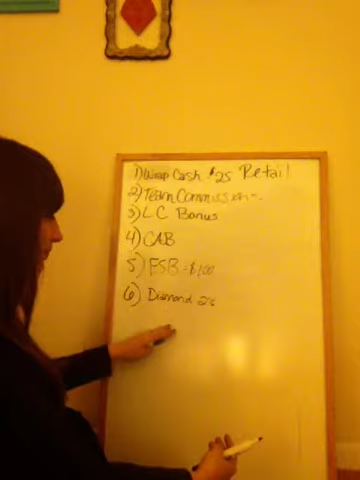 1) Wrap Cash $25 Retail
2) Team Commission
3) LC Bonus
4) CAB
5) FSB - $100
6) Diamond 2%